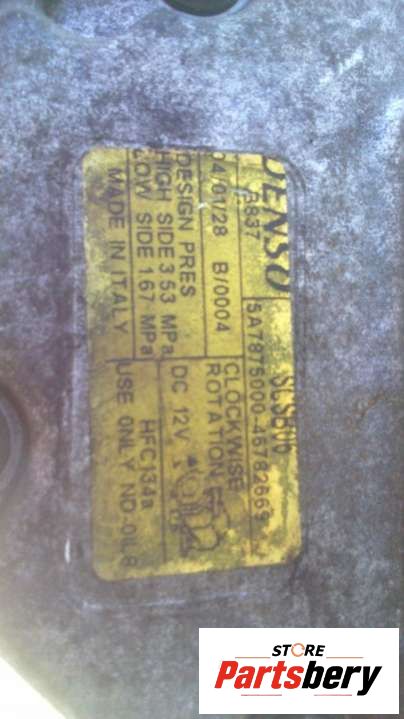 DENSO SCSB06
3837 5A7875000-46782669
04/01/28 B/0004 CLOCKWISE ROTATION
DESIGN PRES
HIGH SIDE 3.53 MPa
LOW SIDE 1.67 MPa
MADE IN ITALY
DC 12V
HFC134a
USE ONLY ND-OIL8
STORE
Partsbery